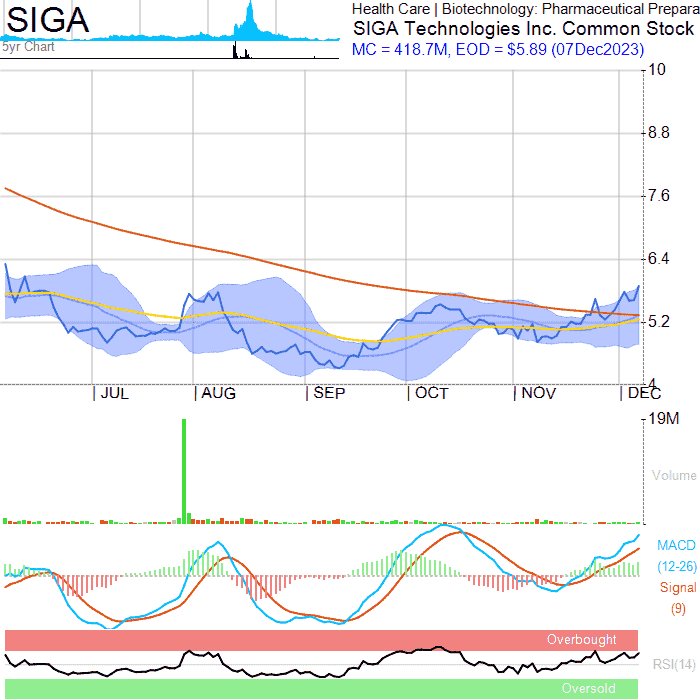 SIGA
5yr Chart
Health Care | Biotechnology: Pharmaceutical Prepara
SIGA Technologies Inc. Common Stock
MC = 418.7M, EOD = $5.89 (07Dec2023)
10
8.8
7.6
6.4
5.2
4
JUL
AUG
SEP
OCT
NOV
DEC
19M
Volume
MACD
(12-26)
Signal
(9)
Overbought
RSI(14)
Oversold